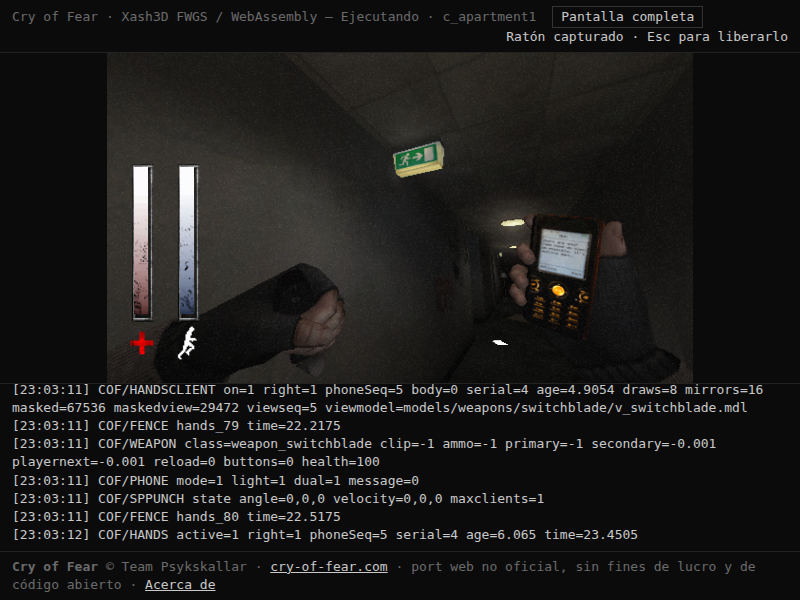 Cry of Fear · Xash3D FWGS / WebAssembly — Ejecutando · c_apartment1
Pantalla completa
Ratón capturado · Esc para liberarlo
[23:03:11] COF/HANDSCLIENT on=1 right=1 phoneSeq=5 body=0 serial=4 age=4.9054 draws=8 mirrors=16
masked=67536 maskedview=29472 viewseq=5 viewmodel=models/weapons/switchblade/v_switchblade.mdl
[23:03:11] COF/FENCE hands_79 time=22.2175
[23:03:11] COF/WEAPON class=weapon_switchblade clip=-1 ammo=-1 primary=-1 secondary=-0.001
playernext=-0.001 reload=0 buttons=0 health=100
[23:03:11] COF/PHONE mode=1 light=1 dual=1 message=0
[23:03:11] COF/SPPUNCH state angle=0,0,0 velocity=0,0,0 maxclients=1
[23:03:11] COF/FENCE hands_80 time=22.5175
[23:03:12] COF/HANDS active=1 right=1 phoneSeq=5 serial=4 age=6.065 time=23.4505
Cry of Fear © Team Psykskallar · cry-of-fear.com · port web no oficial, sin fines de lucro y de
código abierto · Acerca de